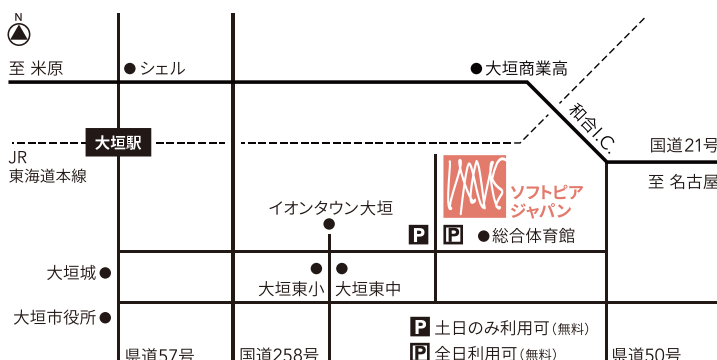 N
至 米原
シェル
大垣商業高
和合I.C.
大垣駅
国道21号
JR
東海道本線
至 名古屋
ソフトピア
ジャパン
イオンタウン大垣
P
P
総合体育館
大垣城
大垣東小
大垣東中
大垣市役所
P 土日のみ利用可(無料)
県道57号
国道258号
P 全日利用可(無料)
県道50号